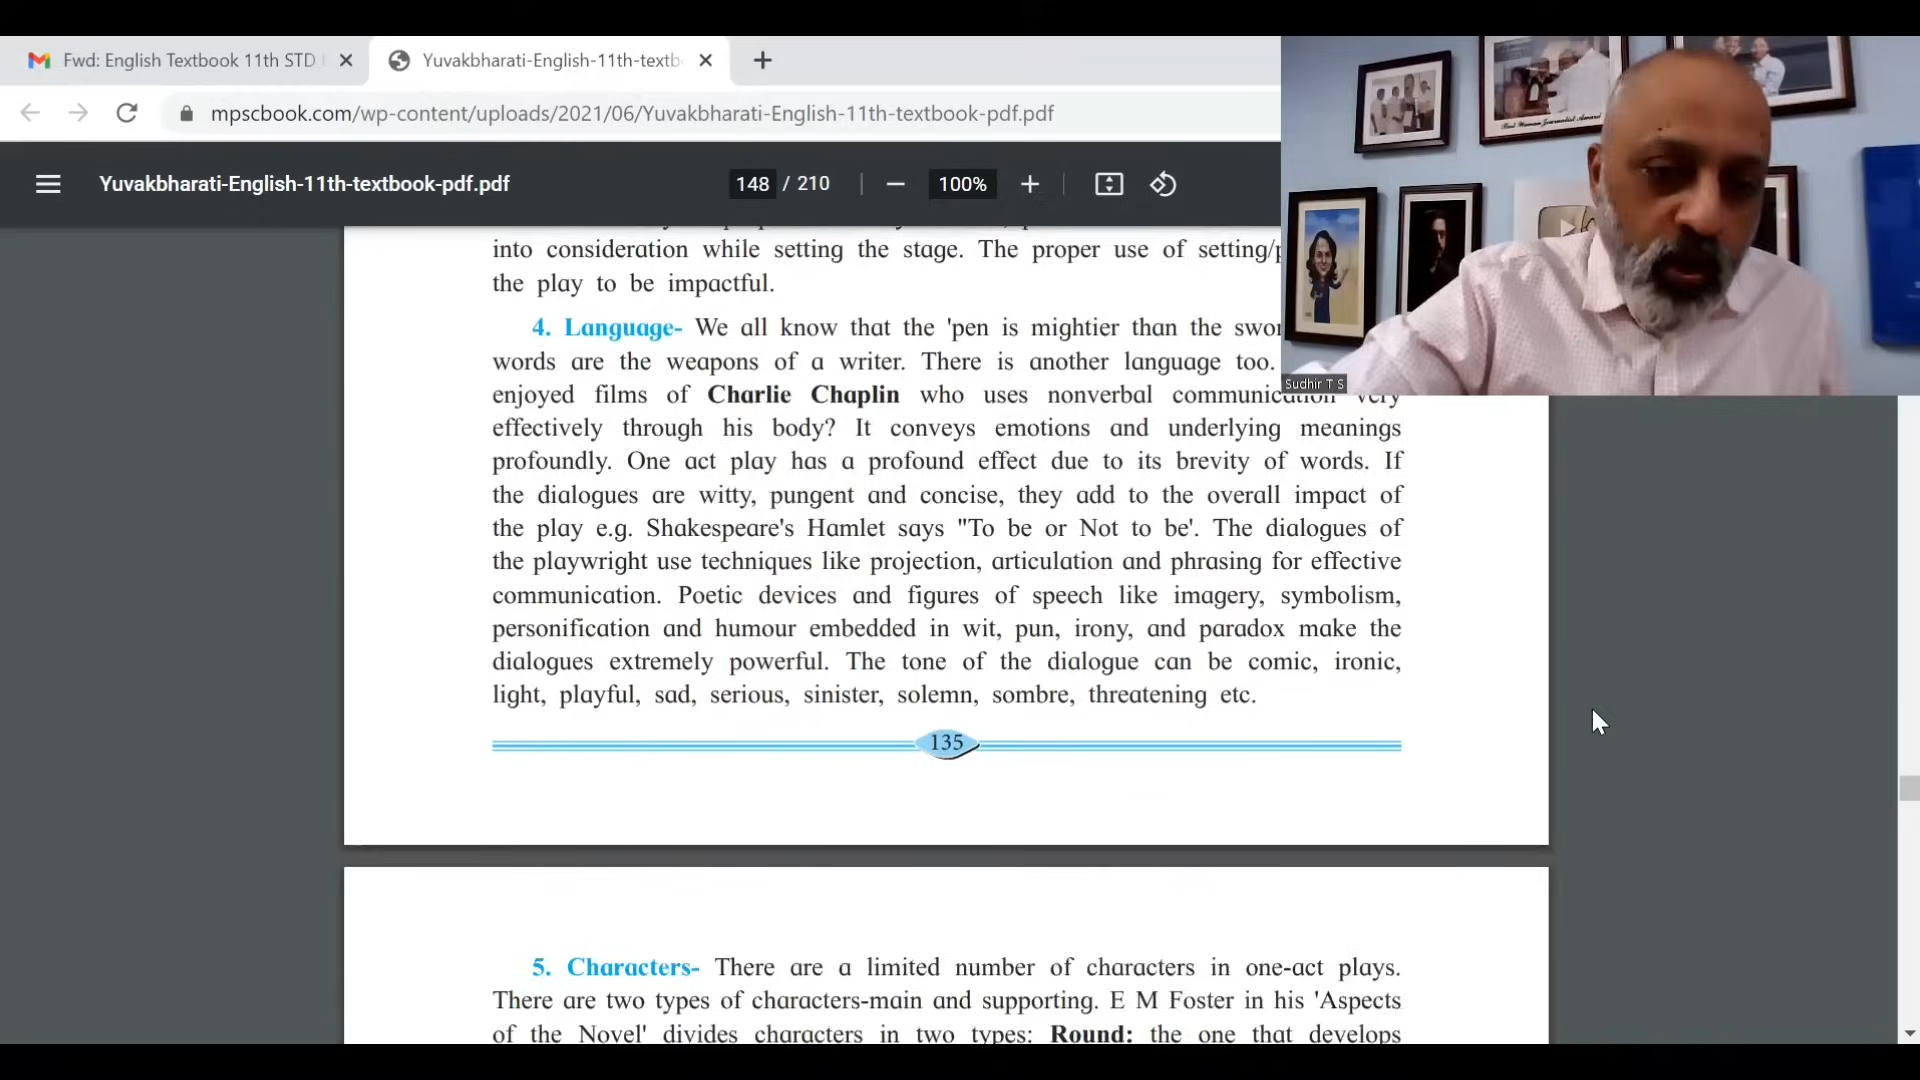 Fwd: English Textbook 11th STD
Yuvakbharati-English-11th-textb
mpscbook.com/wp-content/uploads/2021/06/Yuvakbharati-English-11th-textbook-pdf.pdf
Yuvakbharati-English-11th-textbook-pdf.pdf
148 / 210
100%
into consideration while setting the stage. The proper use of setting/p
the play to be impactful.
4. Language- We all know that the 'pen is mightier than the swor
words are the weapons of a writer. There is another language too.
enjoyed films of Charlie Chaplin who uses nonverbal communication very
effectively through his body? It conveys emotions and underlying meanings
profoundly. One act play has a profound effect due to its brevity of words. If
the dialogues are witty, pungent and concise, they add to the overall impact of
the play e.g. Shakespeare's Hamlet says "To be or Not to be'. The dialogues of
the playwright use techniques like projection, articulation and phrasing for effective
communication. Poetic devices and figures of speech like imagery, symbolism,
personification and humour embedded in wit, pun, irony, and paradox make the
dialogues extremely powerful. The tone of the dialogue can be comic, ironic,
light, playful, sad, serious, sinister, solemn, sombre, threatening etc.
135
5. Characters- There are a limited number of characters in one-act plays.
There are two types of characters-main and supporting. E M Foster in his 'Aspects
of the Novel' divides characters in two types: Round: the one that develops
Best Woman Journalist Award
Sudhir T S